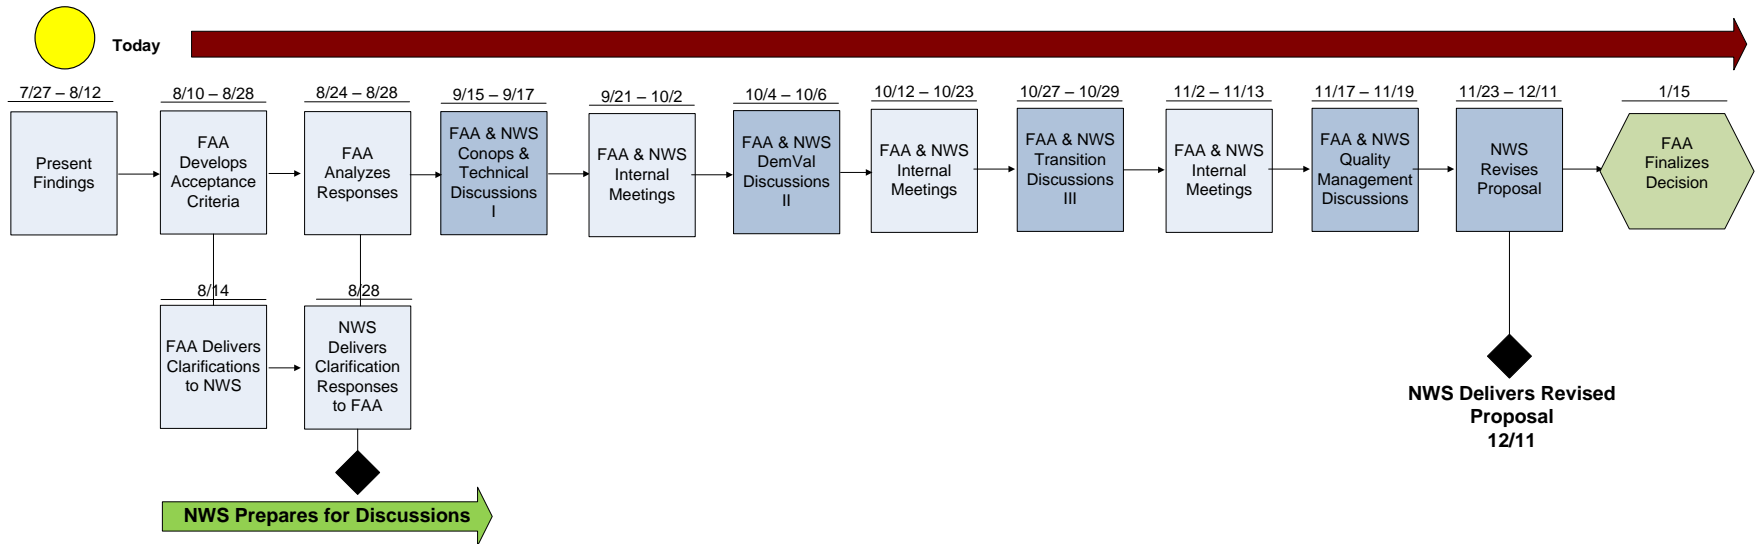 Today
7/27 – 8/12
8/10 – 8/28
8/24 – 8/28
9/15 – 9/17
9/21 – 10/2
10/4 – 10/6
10/12 – 10/23
10/27 – 10/29
11/2 – 11/13
11/17 – 11/19
11/23 – 12/11
1/15
Present
Findings
FAA
Develops
Acceptance
Criteria
FAA
Analyzes
Responses
FAA & NWS
Conops &
Technical
Discussions
I
FAA & NWS
Internal
Meetings
FAA & NWS
DemVal
Discussions
II
FAA & NWS
Internal
Meetings
FAA & NWS
Transition
Discussions
III
FAA & NWS
Internal
Meetings
FAA & NWS
Quality
Management
Discussions
NWS
Revises
Proposal
FAA
Finalizes
Decision
8/14
FAA Delivers
Clarifications
to NWS
8/28
NWS
Delivers
Clarification
Responses
to FAA
NWS Delivers Revised
Proposal
12/11
NWS Prepares for Discussions